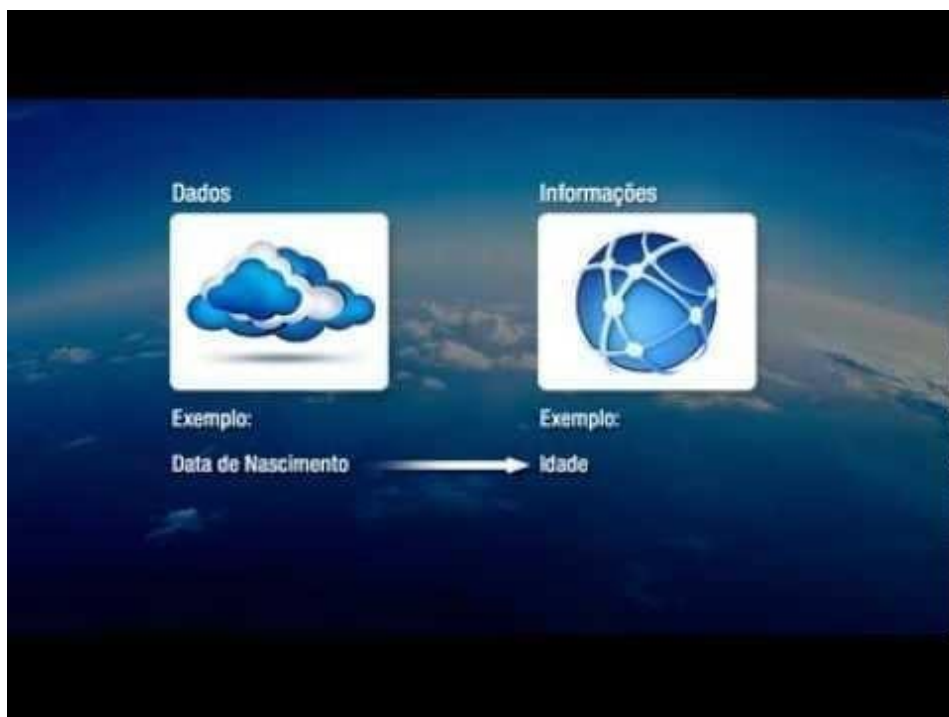 Dados
Informações
Exemplo:
Exemplo:
Data de Nascimento
Idade